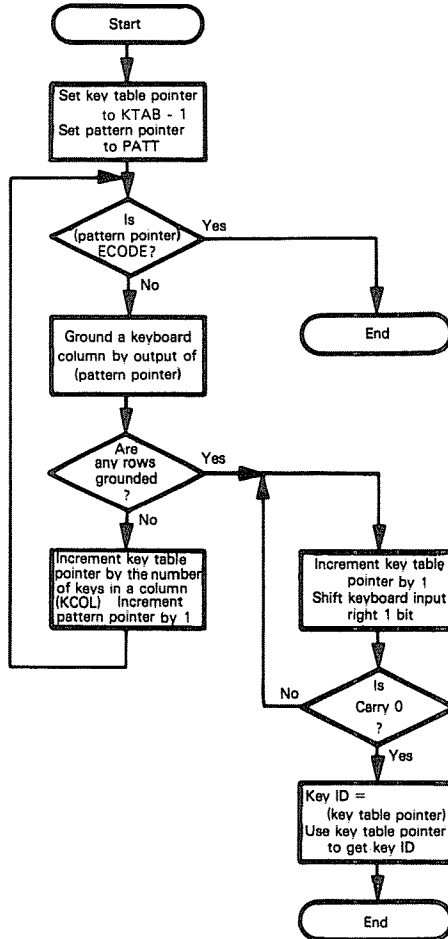 Start
Set key table pointer
to KTAB - 1
Set pattern pointer
to PATT
Is
(pattern pointer)
ECODE?
Yes
No
End
Ground a keyboard
column by output of
(pattern pointer)
Are
any rows
grounded
?
Yes
No
Increment key table
pointer by the number
of keys in a column
(KCOL) Increment
pattern pointer by 1
Increment key table
pointer by 1
Shift keyboard input
right 1 bit
Is
Carry 0
?
No
Yes
Key ID =
(key table pointer)
Use key table pointer
to get key ID
End